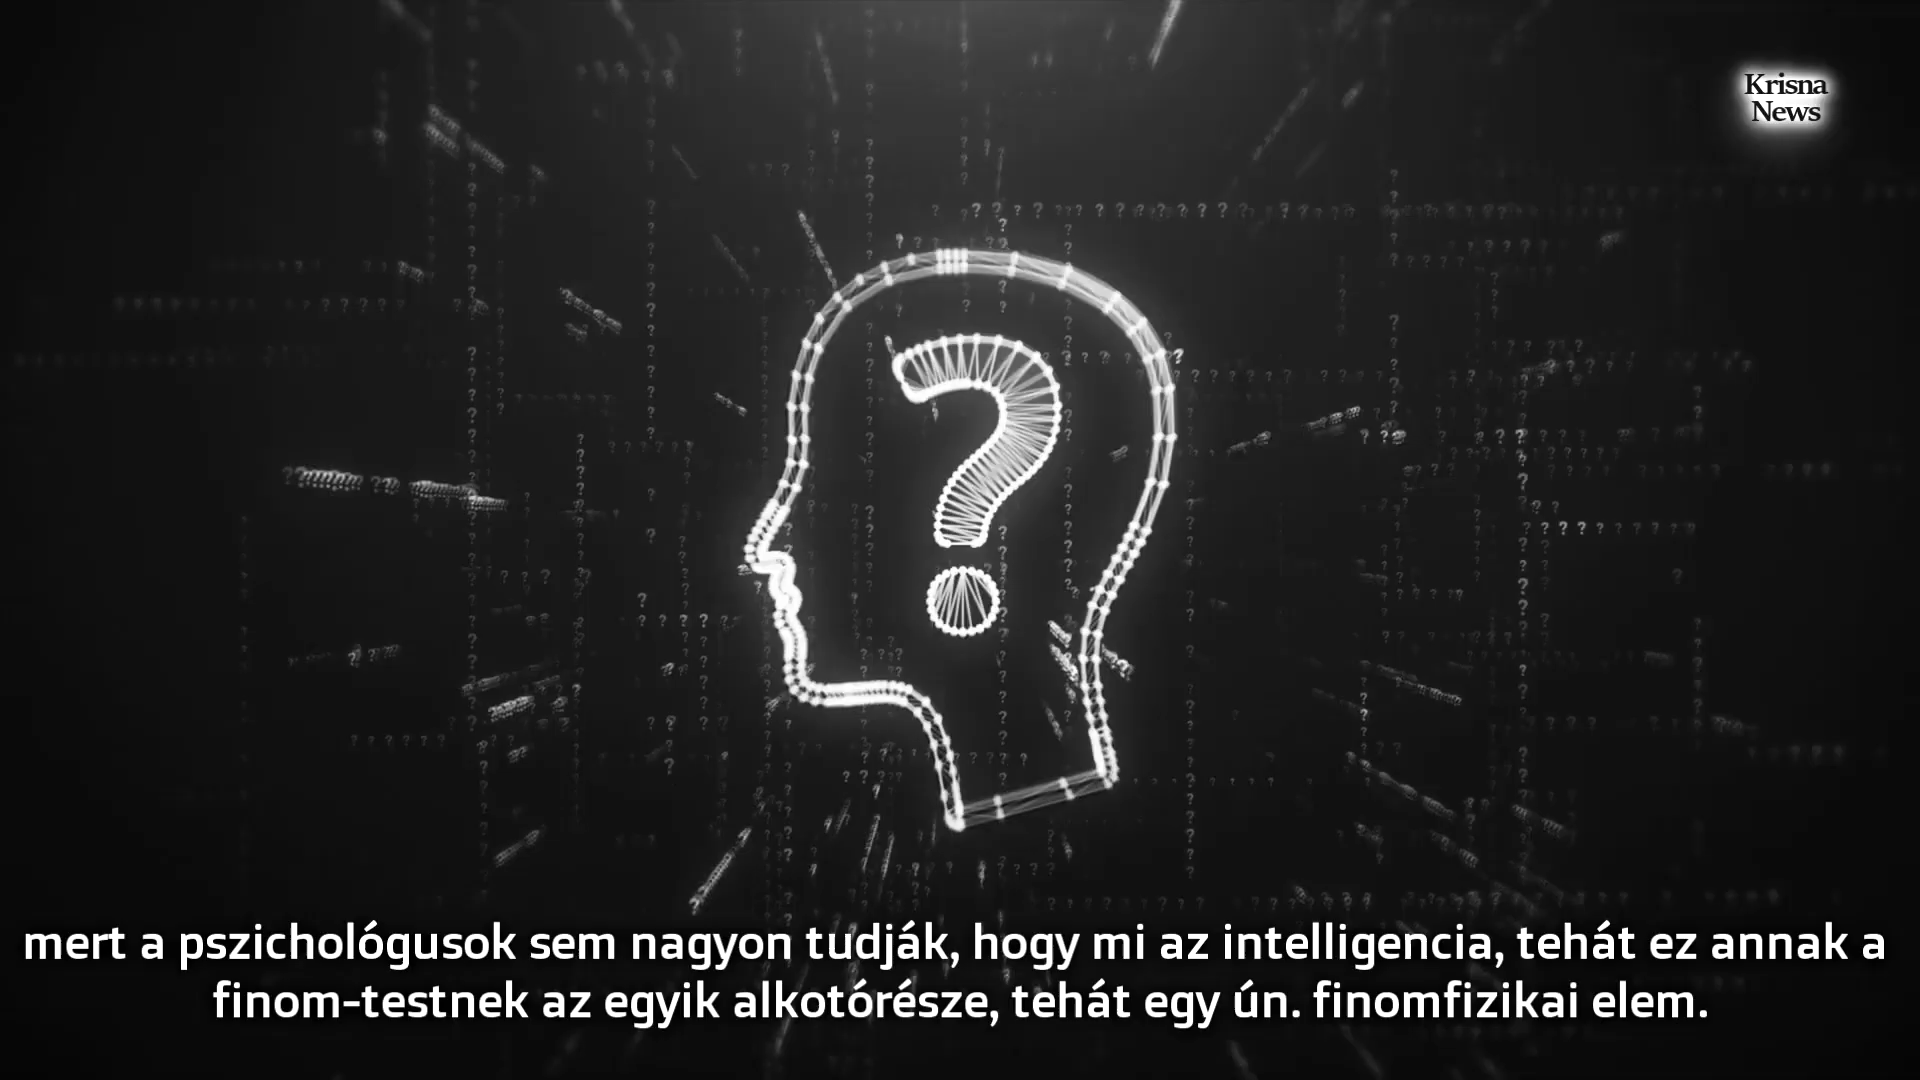 Krisna
News
?
mert a pszichológusok sem nagyon tudják, hogy mi az intelligencia, tehát ez annak a
finom-testnek az egyik alkotórésze, tehát egy ún. finomfizikai elem.